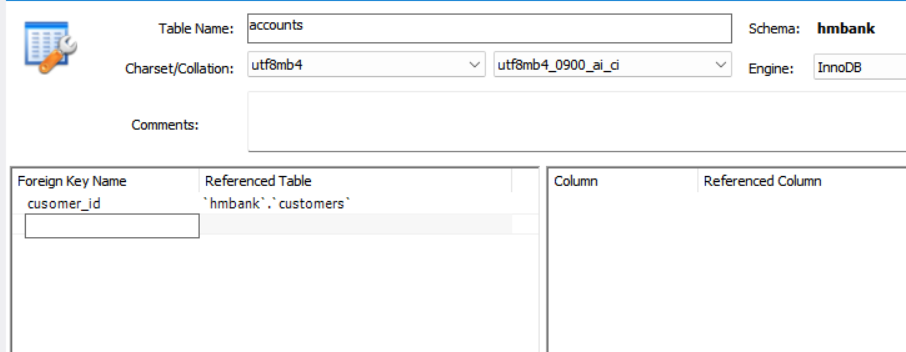 Table Name: accounts Schema: hmbank
Charset/Collation: utf8mb4 utf8mb4_0900_ai_ci Engine: InnoDB
Comments:
Foreign Key Name Referenced Table Column Referenced Column
cusomer_id `hmbank`.`customers`